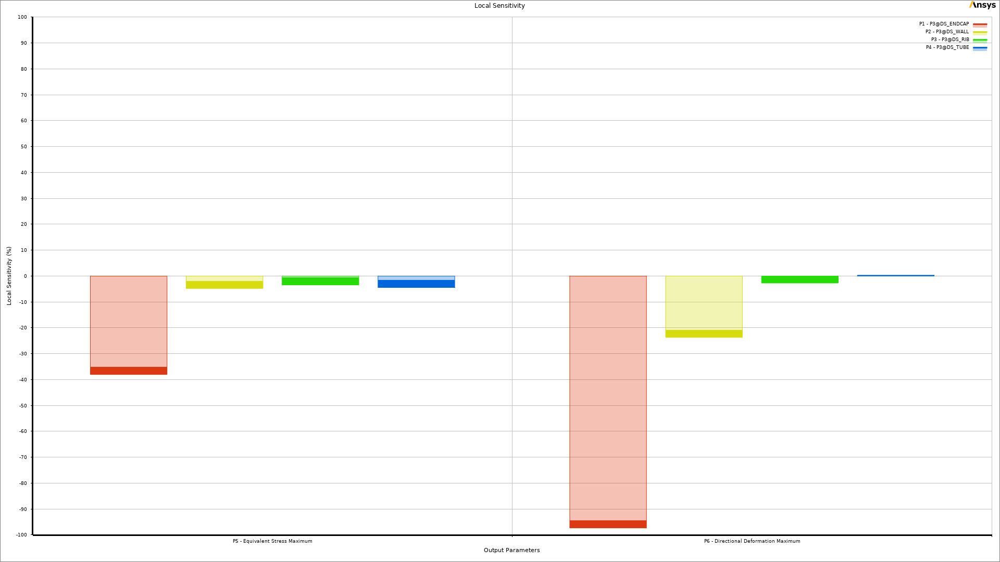 Local Sensitivity
Ansys
P1 - P3@DS_ENDCAP
P2 - P3@DS_WALL
P3 - P3@DS_RIB
P4 - P3@DS_TUBE
100
90
80
70
60
50
40
30
20
10
0
-10
-20
-30
-40
-50
-60
-70
-80
-90
-100
Local Sensitivity (%)
P5 - Equivalent Stress Maximum
P6 - Directional Deformation Maximum
Output Parameters